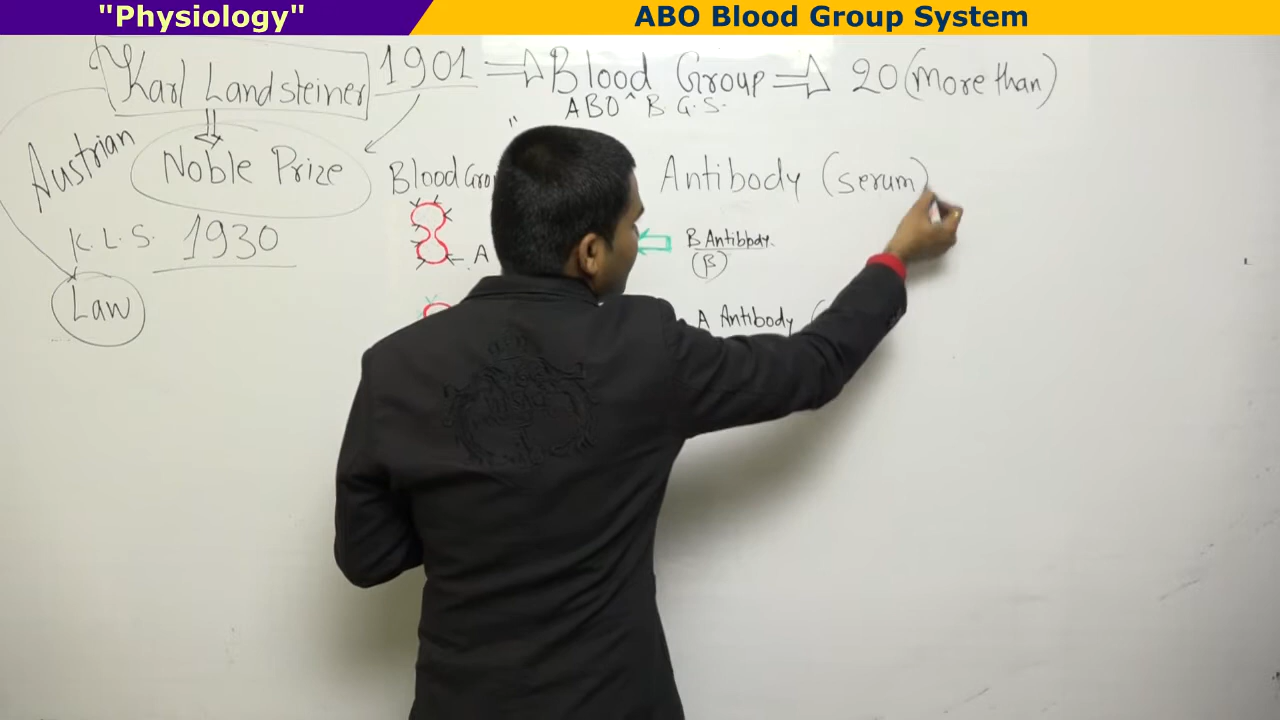 "Physiology"
ABO Blood Group System
Karl Landsteiner 1901 ⇒ Blood Group ⇒ 20 (more than)
ABO ^ B G.S.
Austrian
Noble Prize
Blood Gro
Antibody (serum)
K.L.S. 1930
A
B Antibbdy.
(β)
Law
A Antibody (